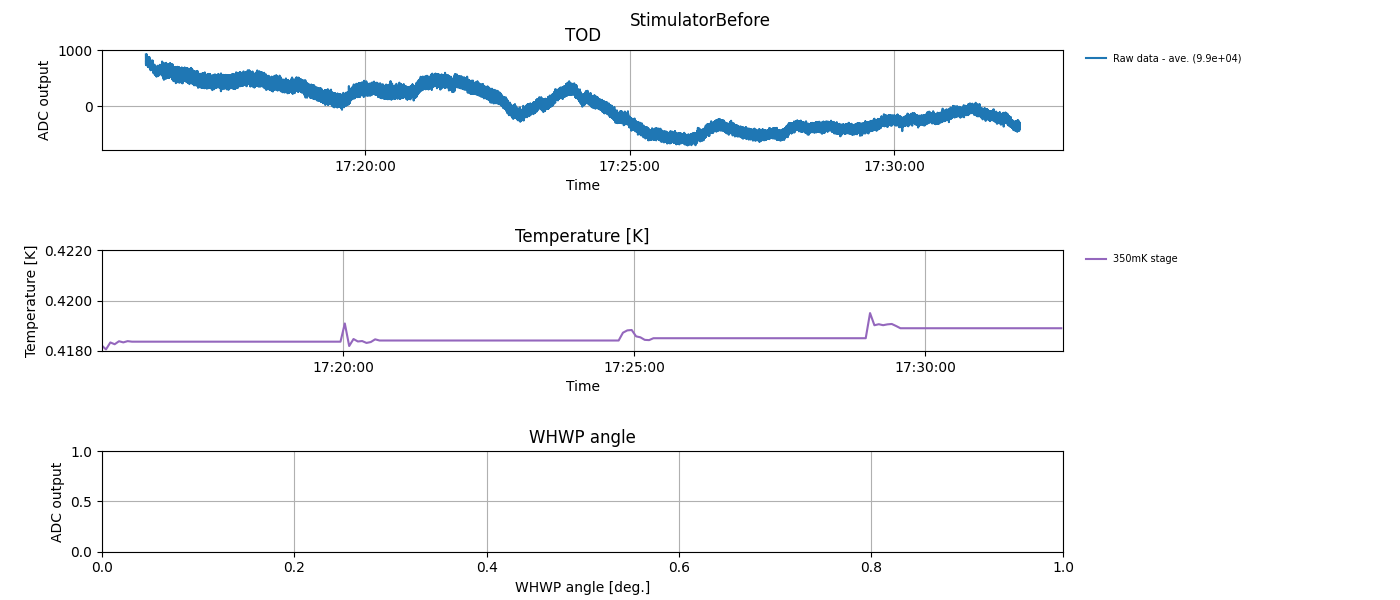 StimulatorBefore
TOD
1000
0
ADC output
17:20:00 17:25:00 17:30:00
Time
Raw data - ave. (9.9e+04)
Temperature [K]
0.4220
0.4200
0.4180
Temperature [K]
17:20:00 17:25:00 17:30:00
Time
350mK stage
WHWP angle
1.0
0.5
0.0
ADC output
0.0 0.2 0.4 0.6 0.8 1.0
WHWP angle [deg.]